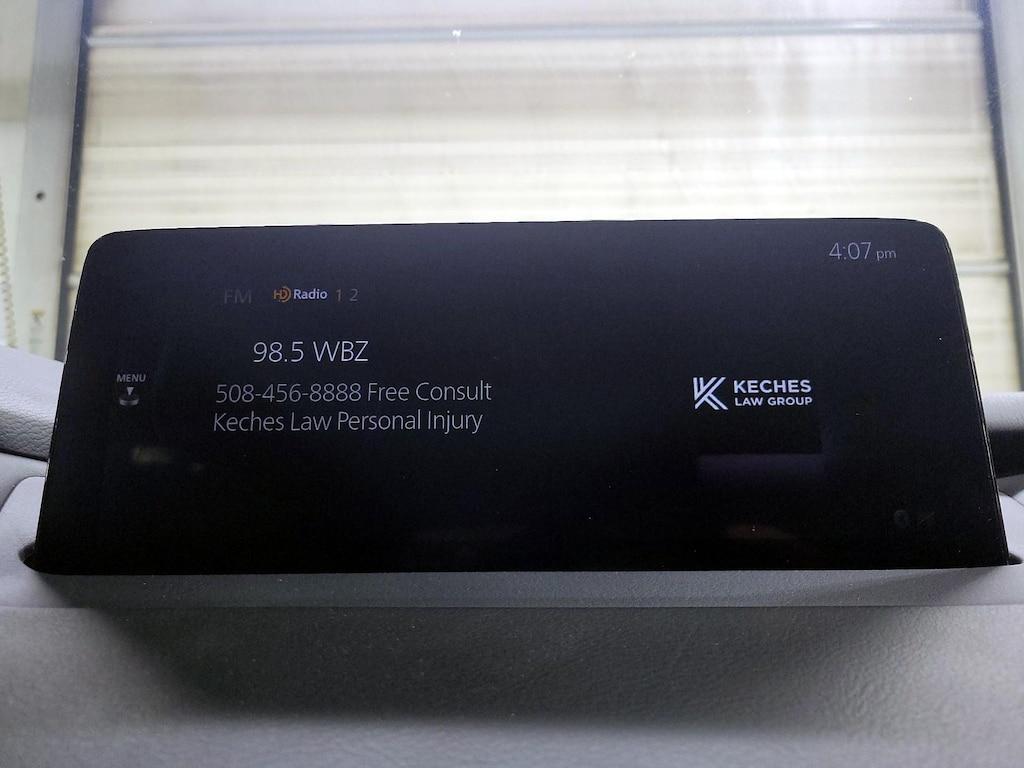 4:07 pm
FM HD Radio 1 2
98.5 WBZ
MENU
508-456-8888 Free Consult
Keches Law Personal Injury
KECHES
LAW GROUP